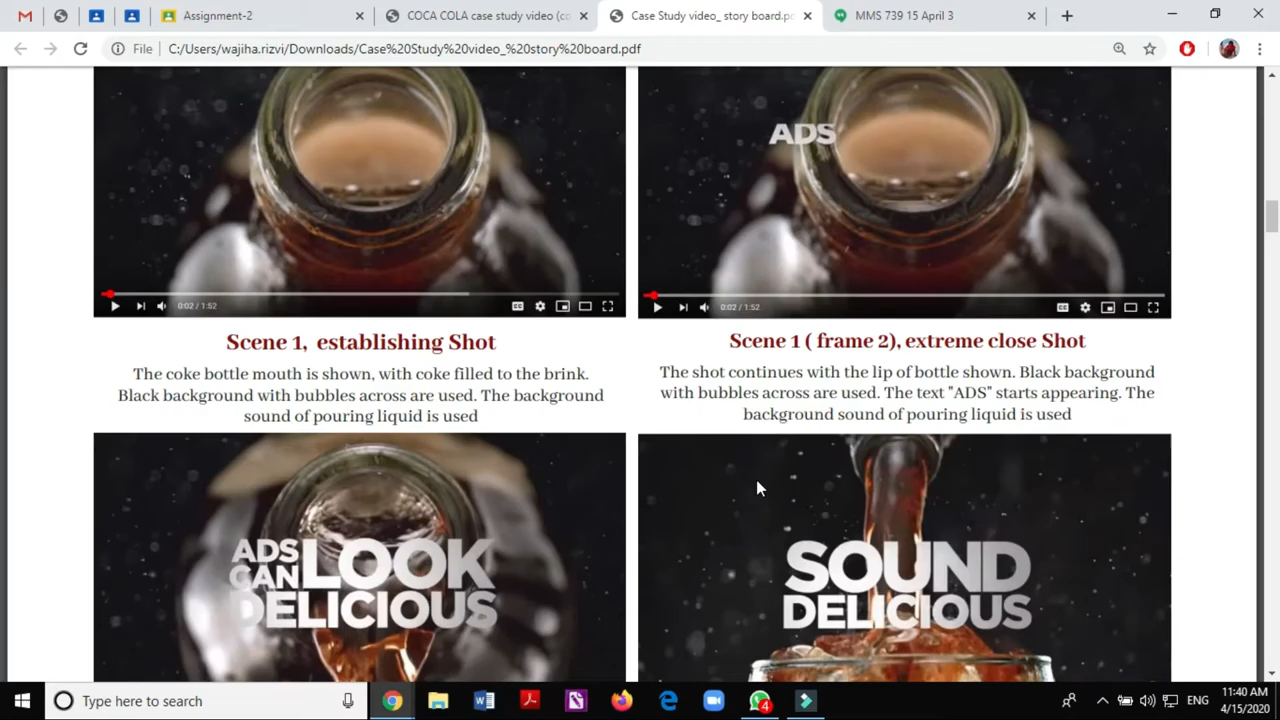 Assignment-2
COCA COLA case study video (co
Case Study video_ story board.pd
MMS 739 15 April 3
File
C:/Users/wajiha.rizvi/Downloads/Case%20Study%20video_%20story%20board.pdf
ADS
0:02 / 1:52
0:02 / 1:52
Scene 1, establishing Shot
The coke bottle mouth is shown, with coke filled to the brink.
Black background with bubbles across are used. The background
sound of pouring liquid is used
Scene 1 ( frame 2), extreme close Shot
The shot continues with the lip of bottle shown. Black background
with bubbles across are used. The text "ADS" starts appearing. The
background sound of pouring liquid is used
ADS
CAN LOOK
DELICIOUS
SOUND
DELICIOUS
Type here to search
4
ENG
11:40 AM
4/15/2020